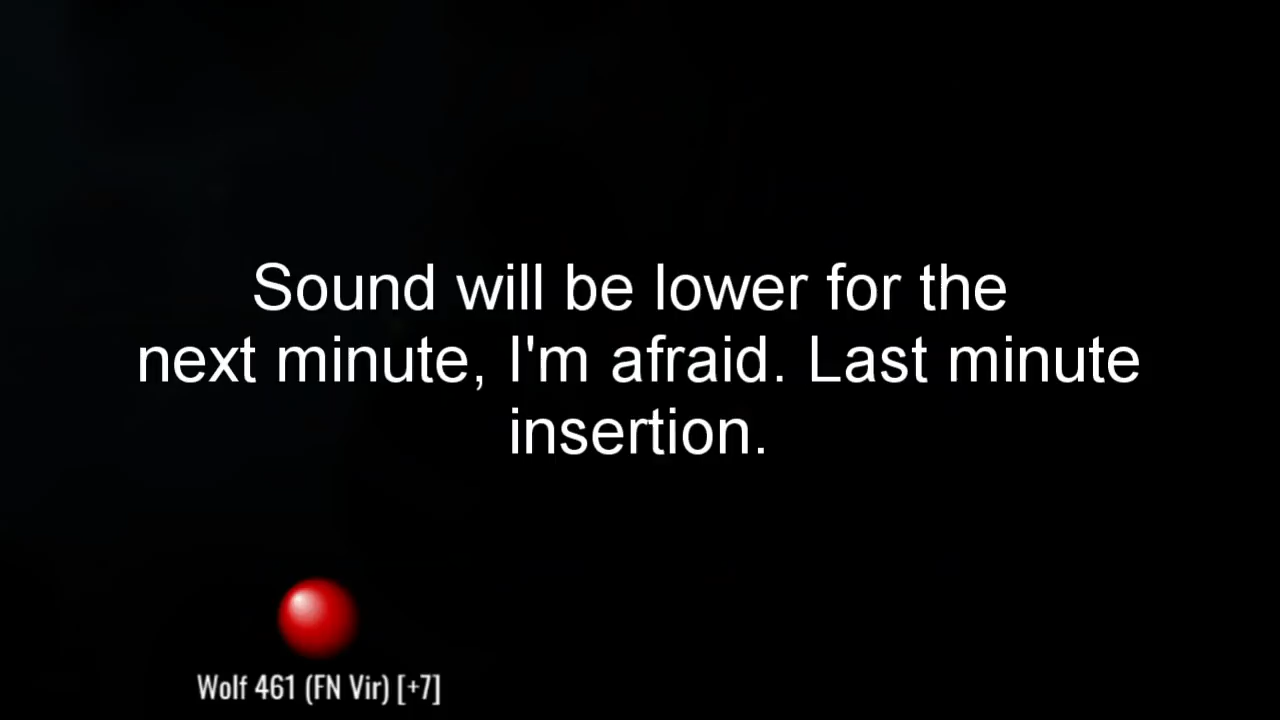 Sound will be lower for the
next minute, I'm afraid. Last minute
insertion.
Wolf 461 (FN Vir) [+7]